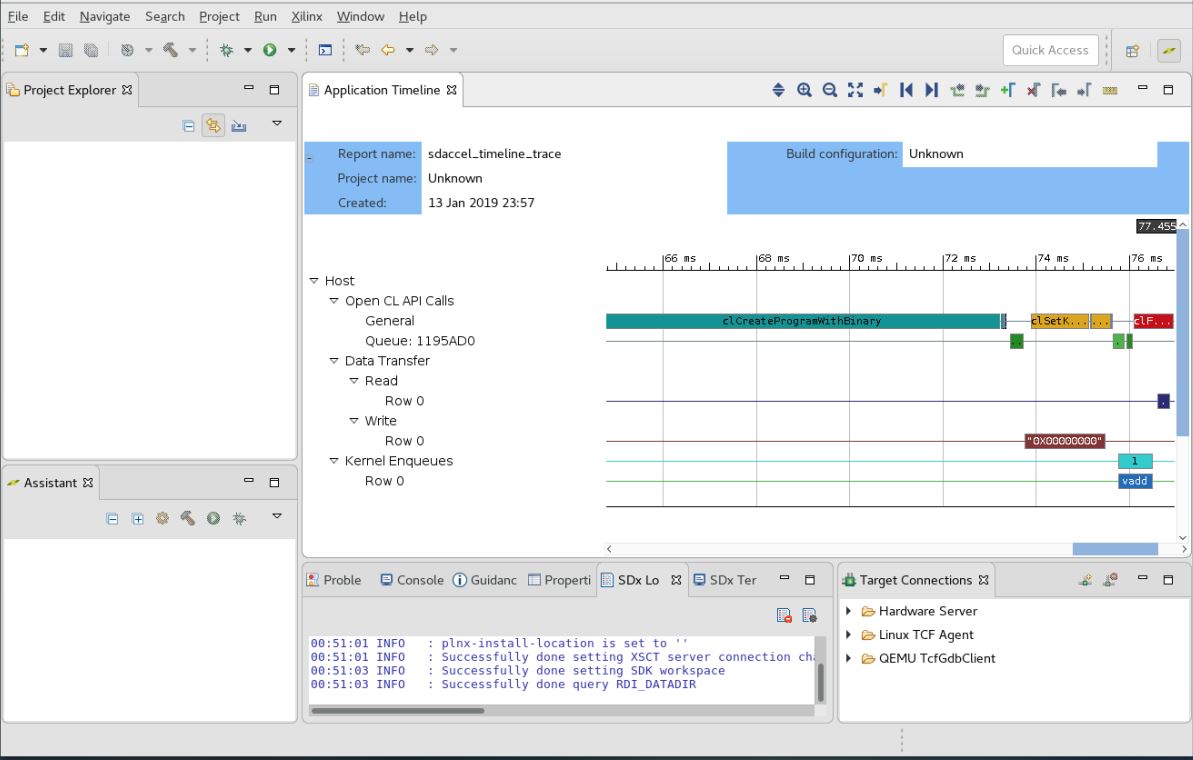 File Edit Navigate Search Project Run Xilinx Window Help
Quick Access
Project Explorer
Application Timeline
Report name: sdaccel_timeline_trace
Build configuration: Unknown
Project name: Unknown
Created: 13 Jan 2019 23:57
77.455
66 ms 68 ms 70 ms 72 ms 74 ms 76 ms
Host
Open CL API Calls
General clCreateProgramWithBinary clSetK... ... clF...
Queue: 1195AD0
Data Transfer
Read
Row 0
Write
Row 0 "0X00000000"
Kernel Enqueues 1
Row 0 vadd
Assistant
Proble Console Guidanc Properti SDx Lo SDx Ter
00:51:01 INFO : plnx-install-location is set to ''
00:51:01 INFO : Successfully done setting XSCT server connection cha
00:51:03 INFO : Successfully done setting SDK workspace
00:51:03 INFO : Successfully done query RDI_DATADIR
Target Connections
Hardware Server
Linux TCF Agent
QEMU TcfGdbClient